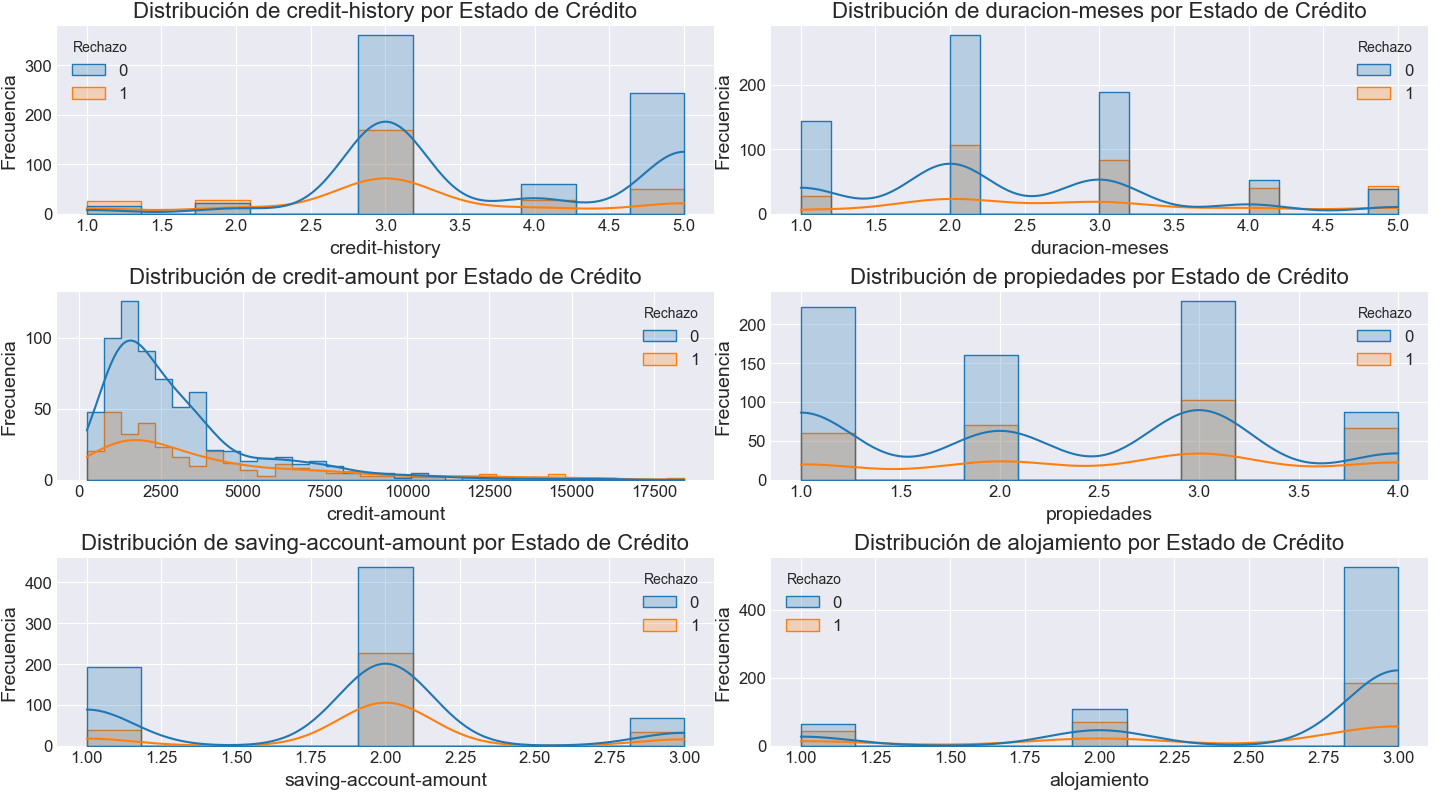 Distribución de credit-history por Estado de Crédito
Frecuencia
300
200
100
0
Rechazo
0
1
1.0 1.5 2.0 2.5 3.0 3.5 4.0 4.5 5.0
credit-history
Distribución de duracion-meses por Estado de Crédito
Frecuencia
200
100
0
Rechazo
0
1
1.0 1.5 2.0 2.5 3.0 3.5 4.0 4.5 5.0
duracion-meses
Distribución de credit-amount por Estado de Crédito
Frecuencia
100
50
0
Rechazo
0
1
0 2500 5000 7500 10000 12500 15000 17500
credit-amount
Distribución de propiedades por Estado de Crédito
Frecuencia
200
150
100
50
0
Rechazo
0
1
1.0 1.5 2.0 2.5 3.0 3.5 4.0
propiedades
Distribución de saving-account-amount por Estado de Crédito
Frecuencia
400
300
200
100
0
Rechazo
0
1
1.00 1.25 1.50 1.75 2.00 2.25 2.50 2.75 3.00
saving-account-amount
Distribución de alojamiento por Estado de Crédito
Frecuencia
400
200
0
Rechazo
0
1
1.00 1.25 1.50 1.75 2.00 2.25 2.50 2.75 3.00
alojamiento